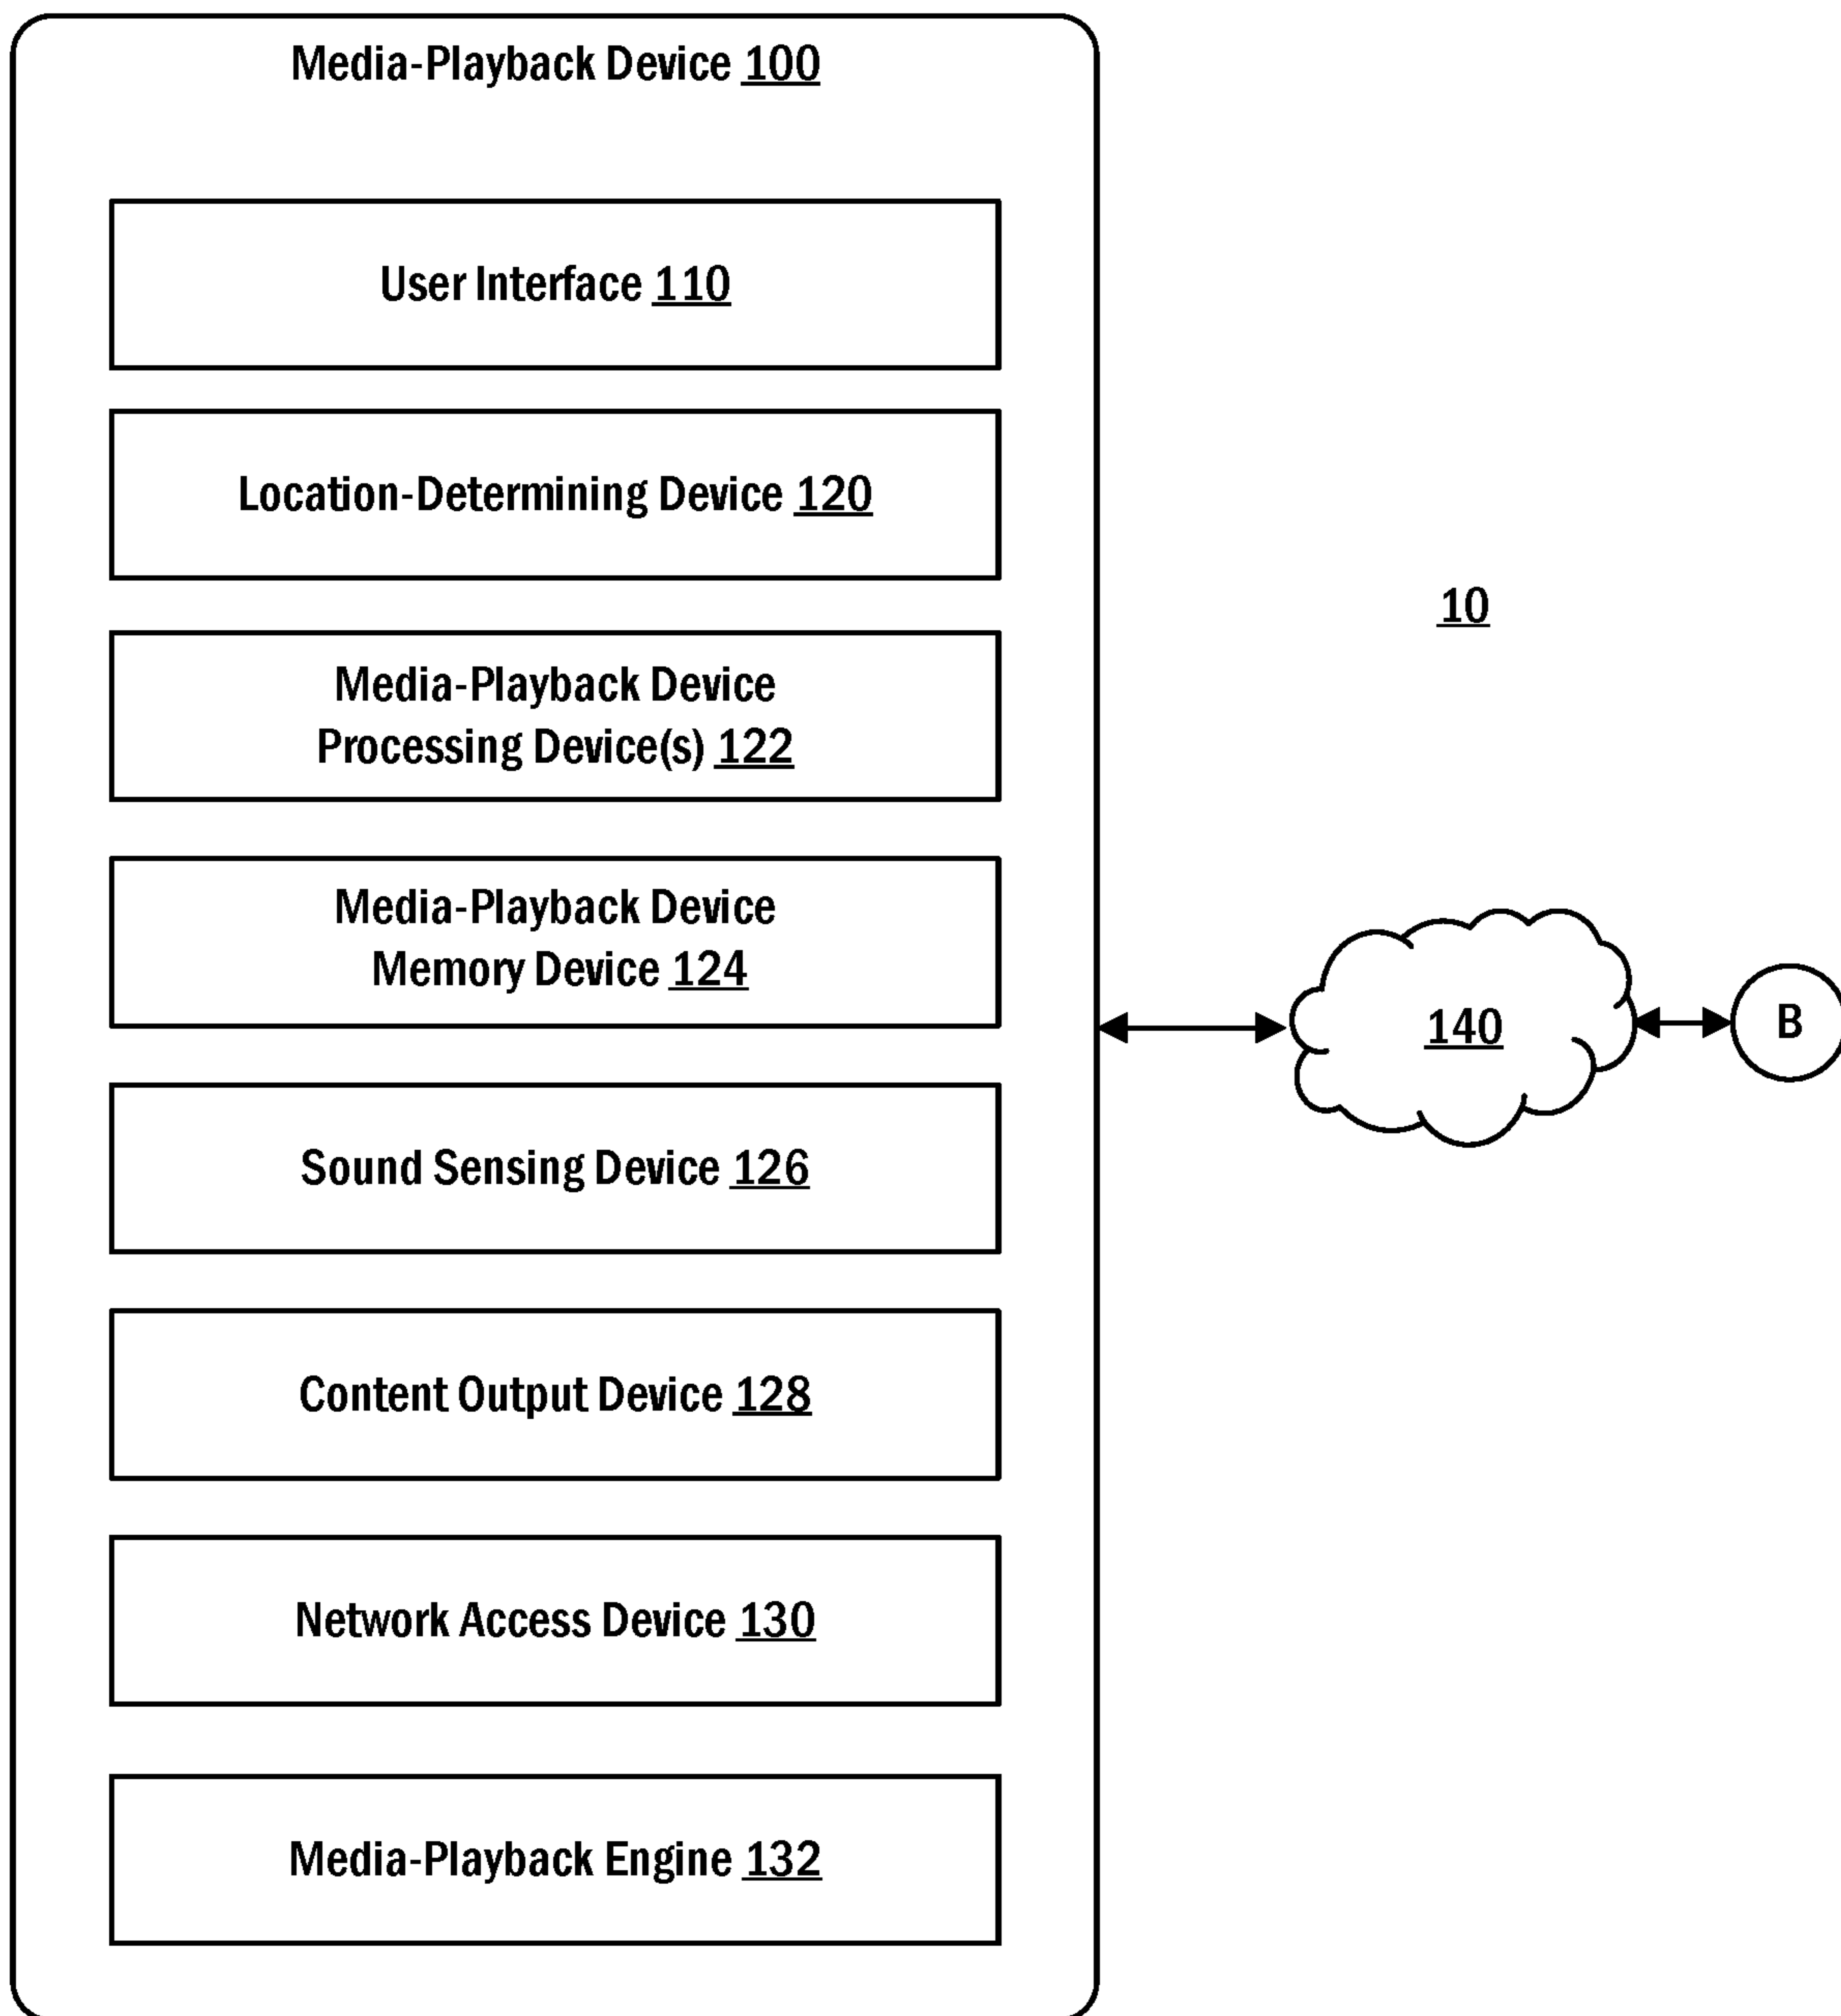 Media-Playback Device 100
User Interface 110
Location-Determining Device 120
10
Media-Playback Device
Processing Device(s) 122
Media-Playback Device
Memory Device 124
140
B
Sound Sensing Device 126
Content Output Device 128
Network Access Device 130
Media-Playback Engine 132